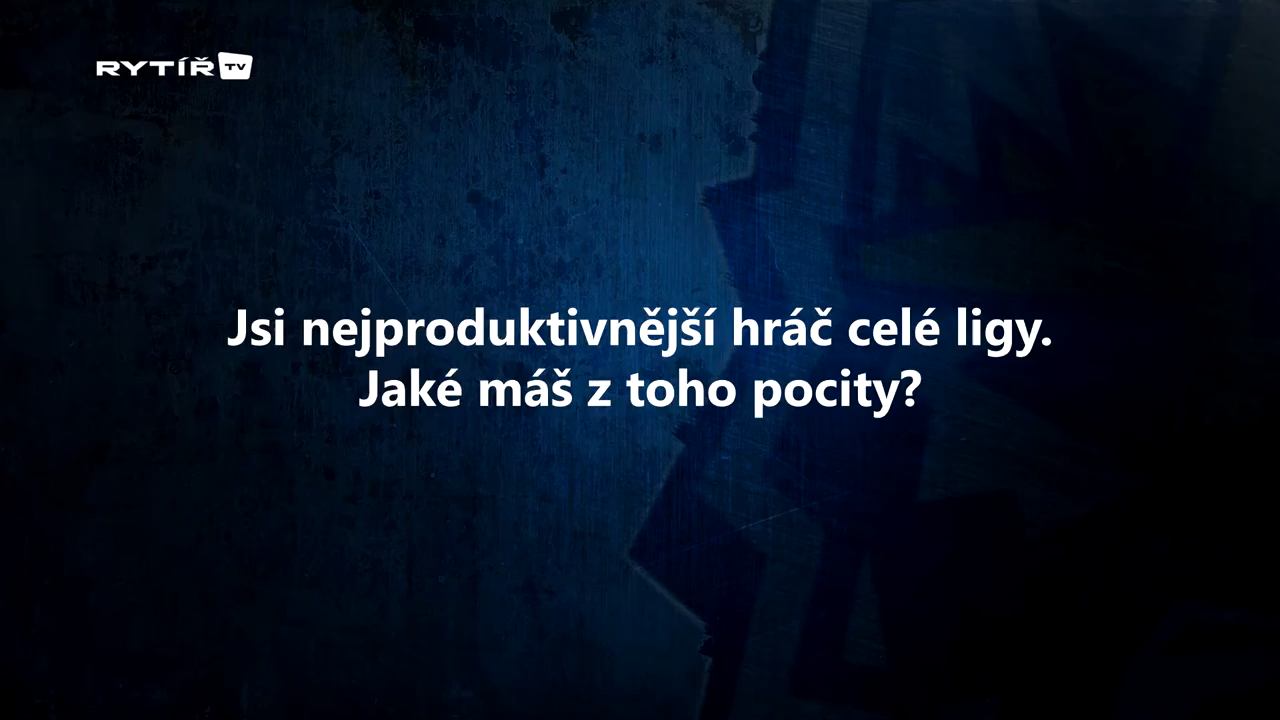 RYTÍŘ TV
Jsi nejproduktivnější hráč celé ligy.
Jaké máš z toho pocity?